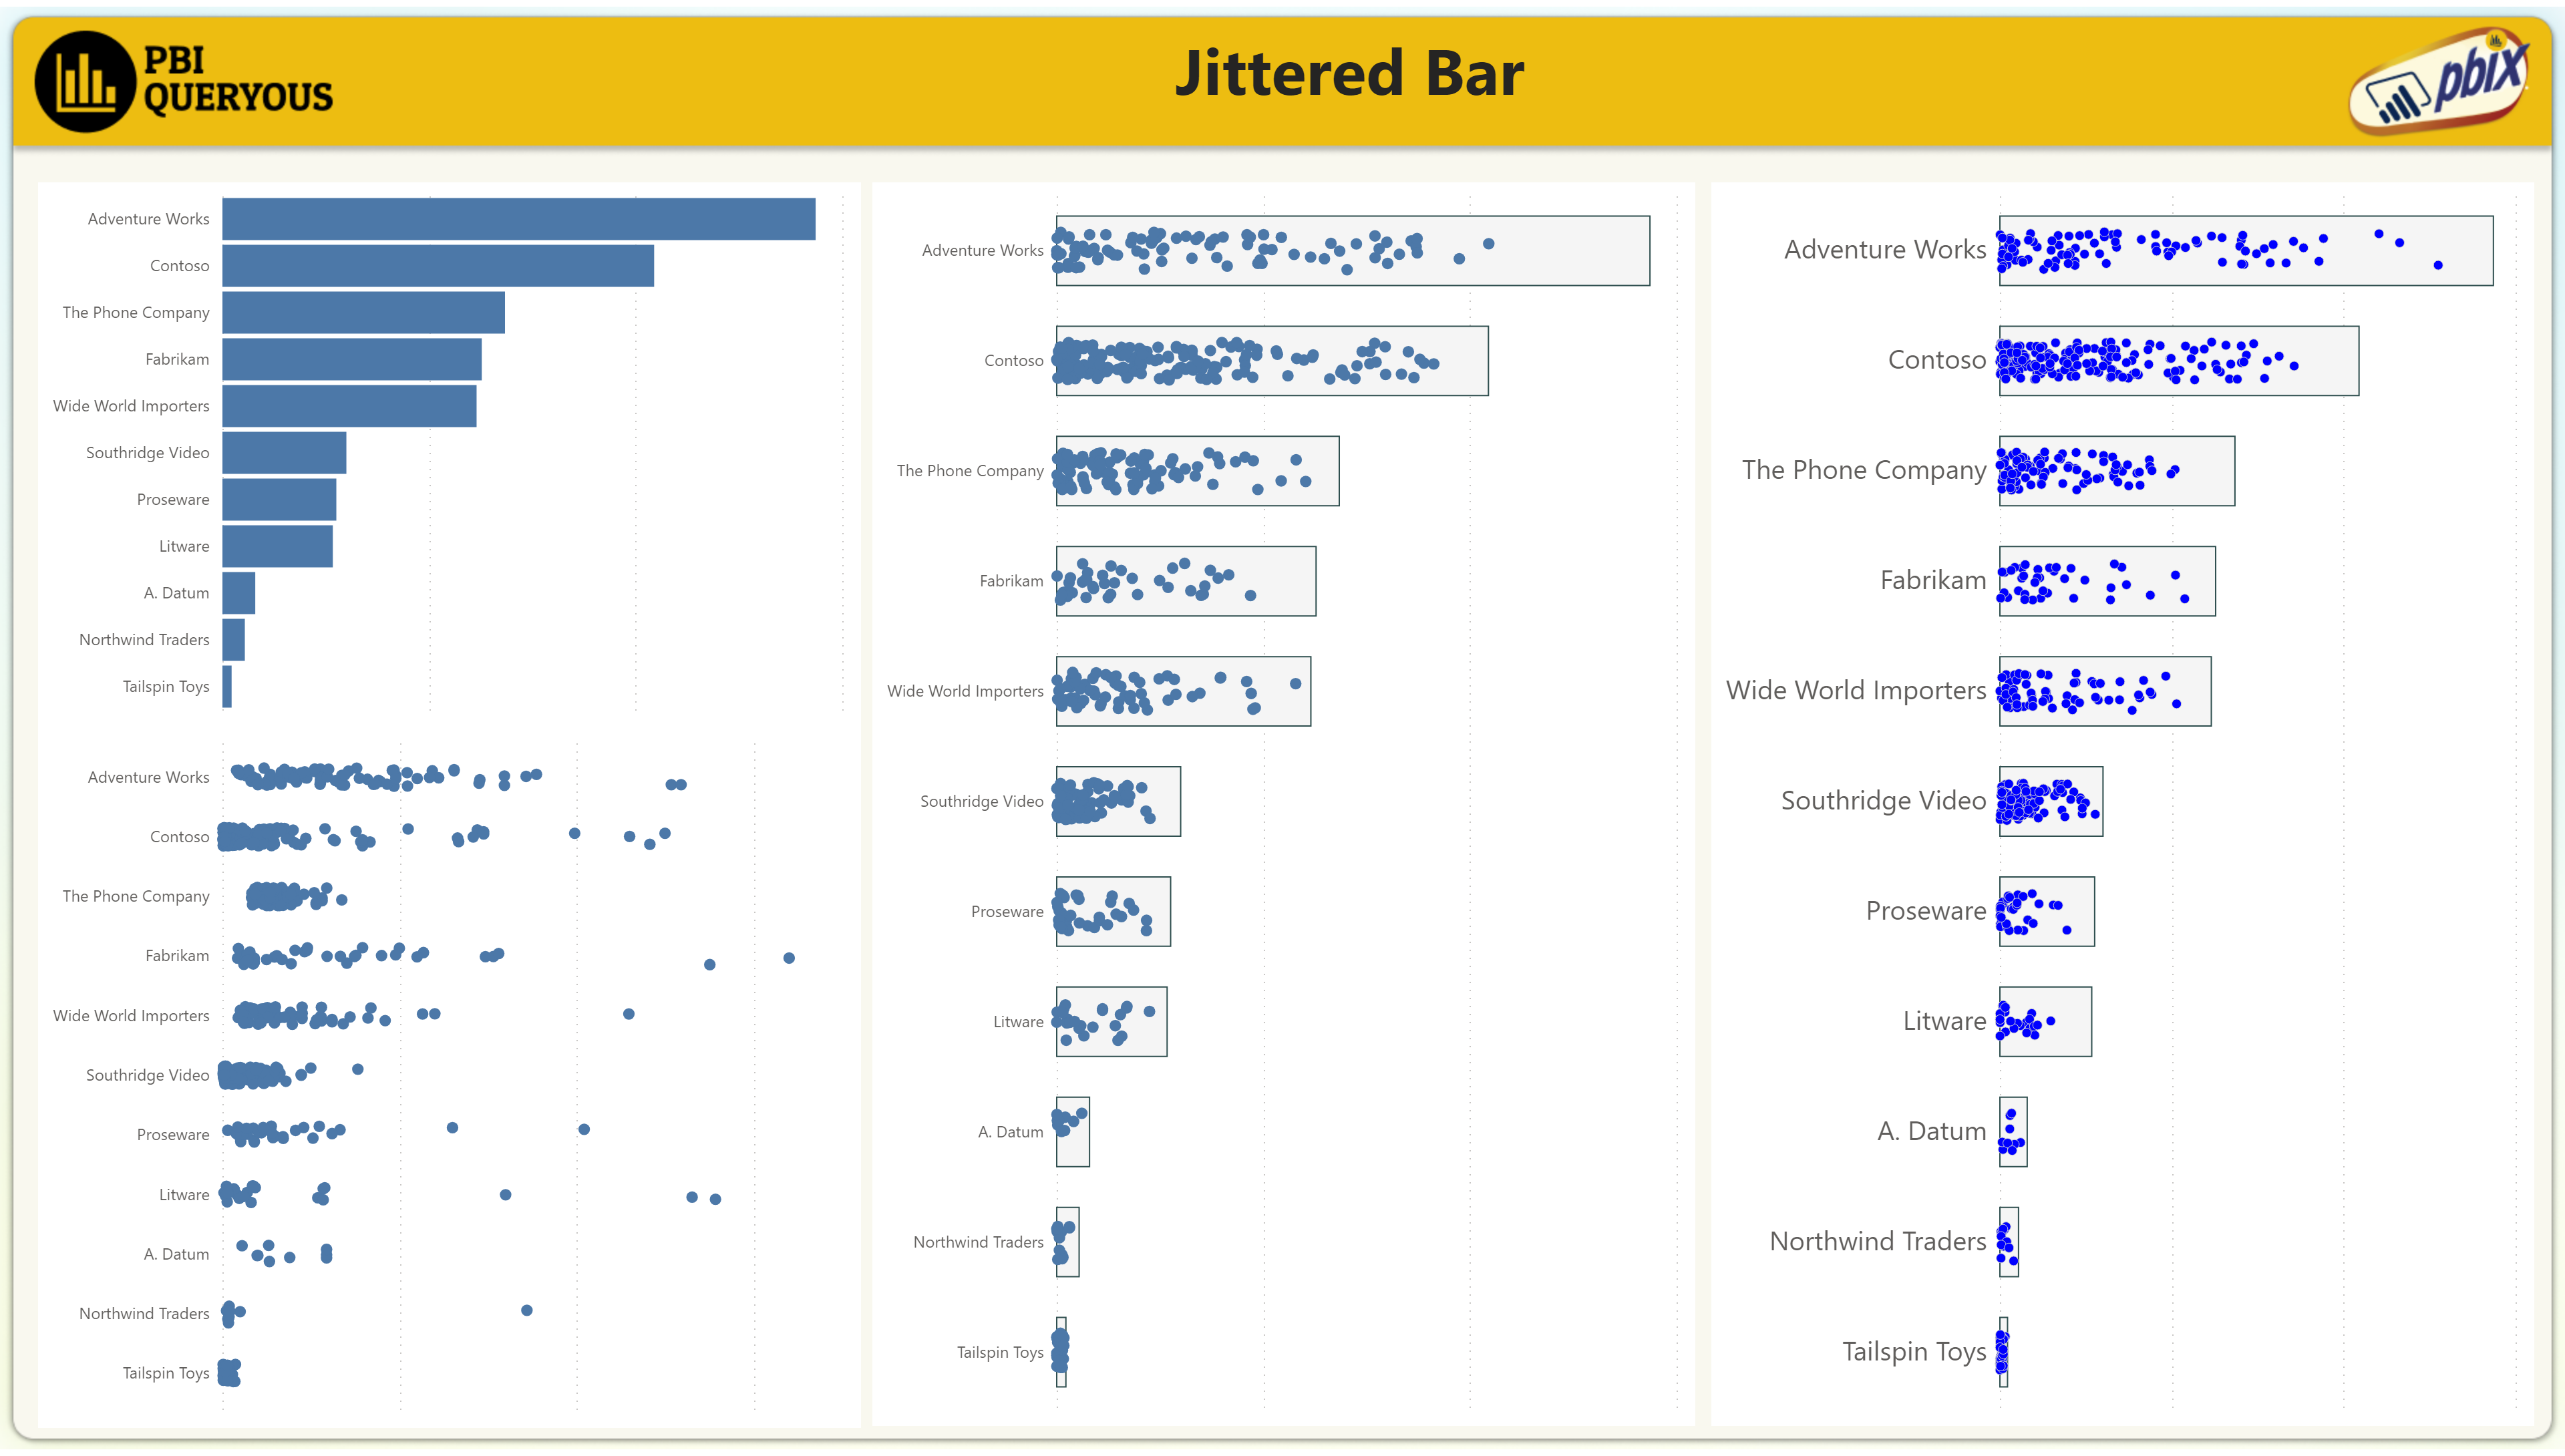 PBI
QUERYOUS
Jittered Bar
pbix
Adventure Works
Contoso
The Phone Company
Fabrikam
Wide World Importers
Southridge Video
Proseware
Litware
A. Datum
Northwind Traders
Tailspin Toys
Adventure Works
Contoso
The Phone Company
Fabrikam
Wide World Importers
Southridge Video
Proseware
Litware
A. Datum
Northwind Traders
Tailspin Toys
Adventure Works
Contoso
The Phone Company
Fabrikam
Wide World Importers
Southridge Video
Proseware
Litware
A. Datum
Northwind Traders
Tailspin Toys
Adventure Works
Contoso
The Phone Company
Fabrikam
Wide World Importers
Southridge Video
Proseware
Litware
A. Datum
Northwind Traders
Tailspin Toys